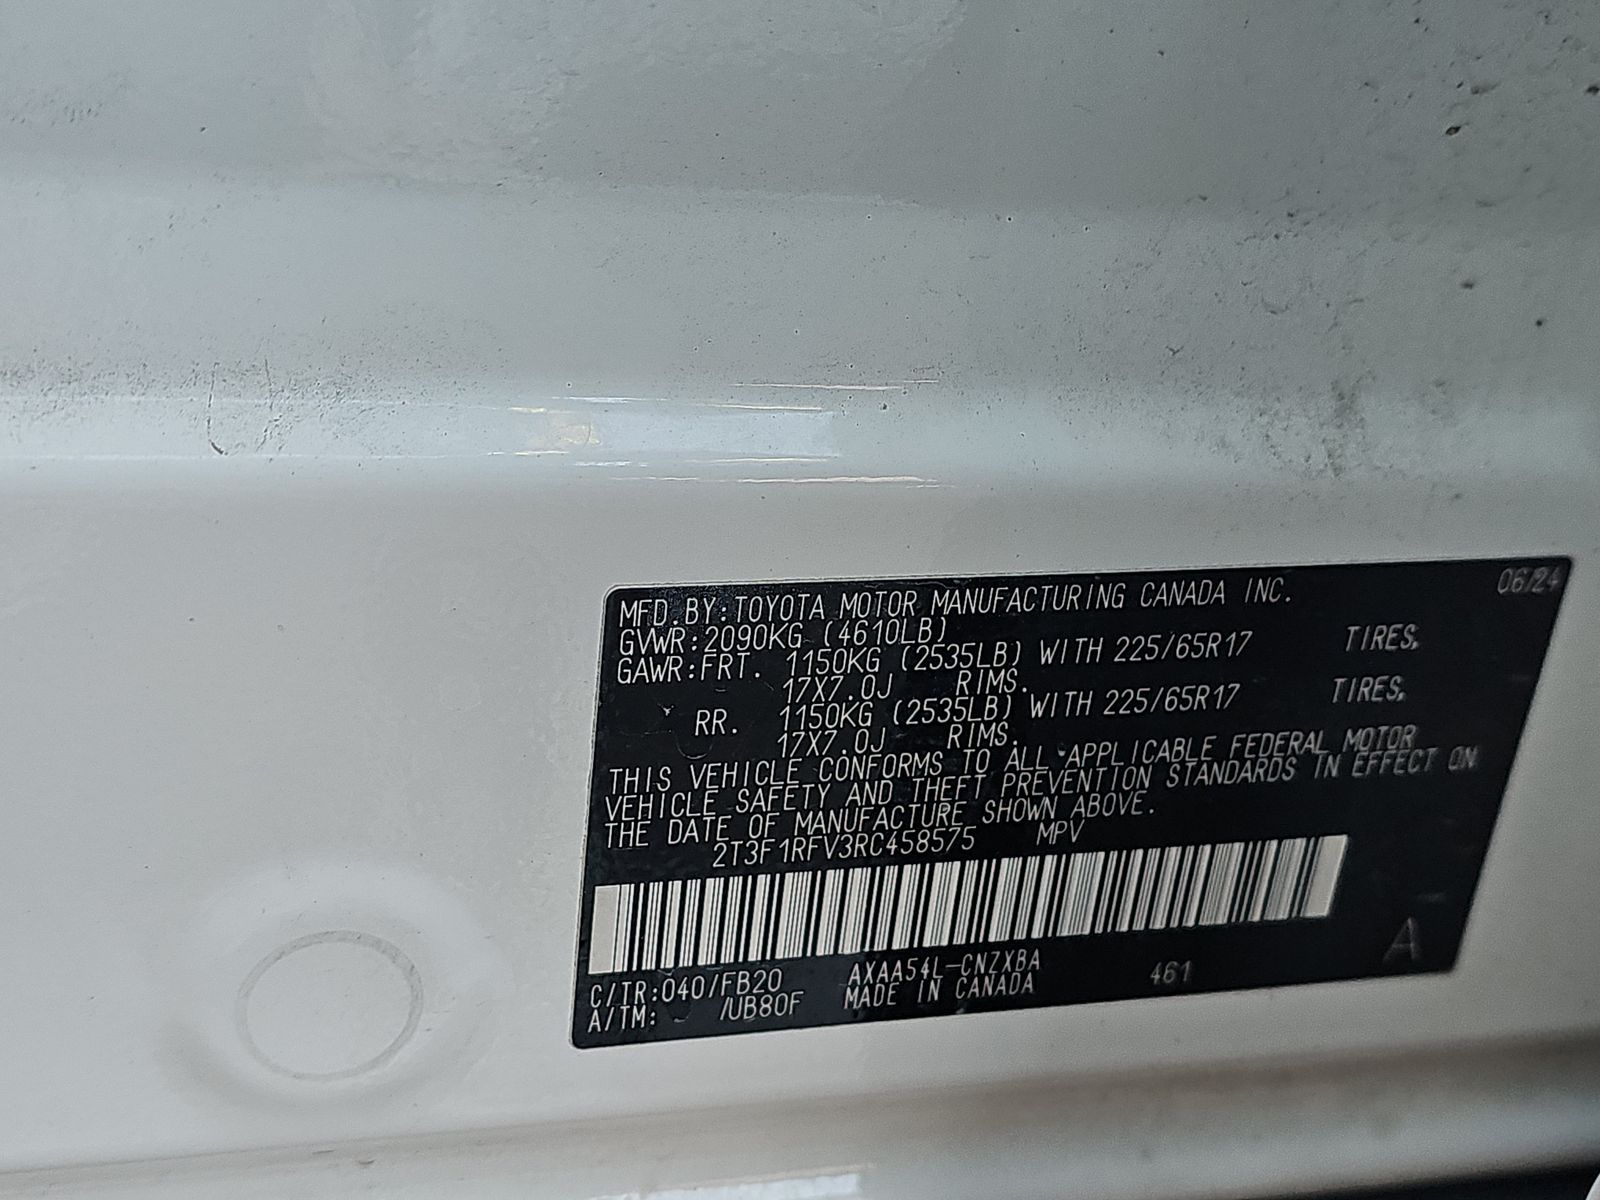 06/24
MFD.BY:TOYOTA MOTOR MANUFACTURING CANADA INC.
GVWR:2090KG (4610LB)
GAWR:FRT. 1150KG (2535LB) WITH 225/65R17 TIRES,
17X7.0J RIMS.
RR. 1150KG (2535LB) WITH 225/65R17 TIRES,
17X7.0J RIMS.
THIS VEHICLE CONFORMS TO ALL APPLICABLE FEDERAL MOTOR
VEHICLE SAFETY AND THEFT PREVENTION STANDARDS IN EFFECT ON
THE DATE OF MANUFACTURE SHOWN ABOVE.
2T3F1RFV3RC458575 MPV
C/TR:040/FB20 AXAA54L-CNZXBA 461 A
A/TM: /UB80F MADE IN CANADA